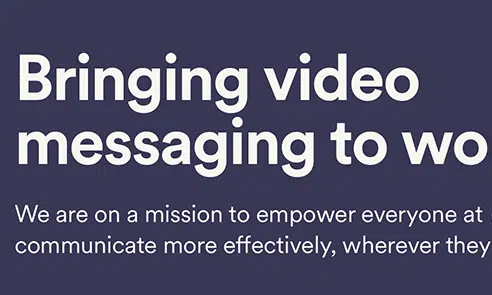 Bringing video
messaging to wo
We are on a mission to empower everyone at
communicate more effectively, wherever they